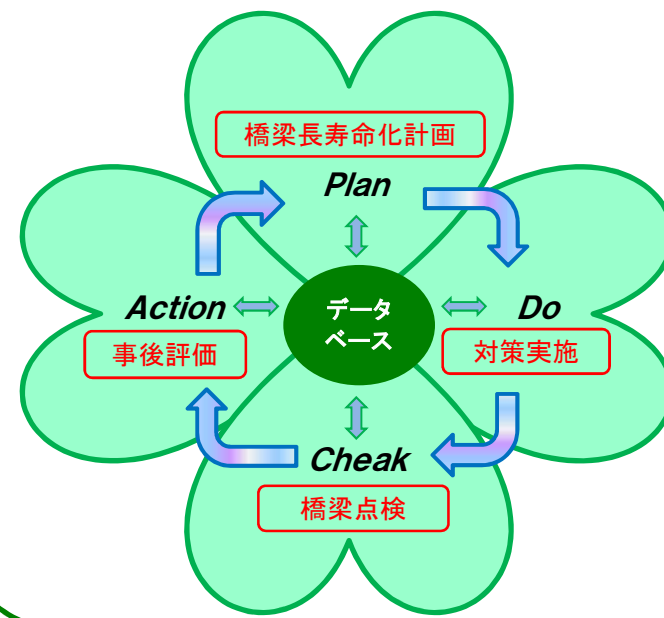 橋梁長寿命化計画
Plan
Action
事後評価
データ
ベース
Do
対策実施
Cheak
橋梁点検